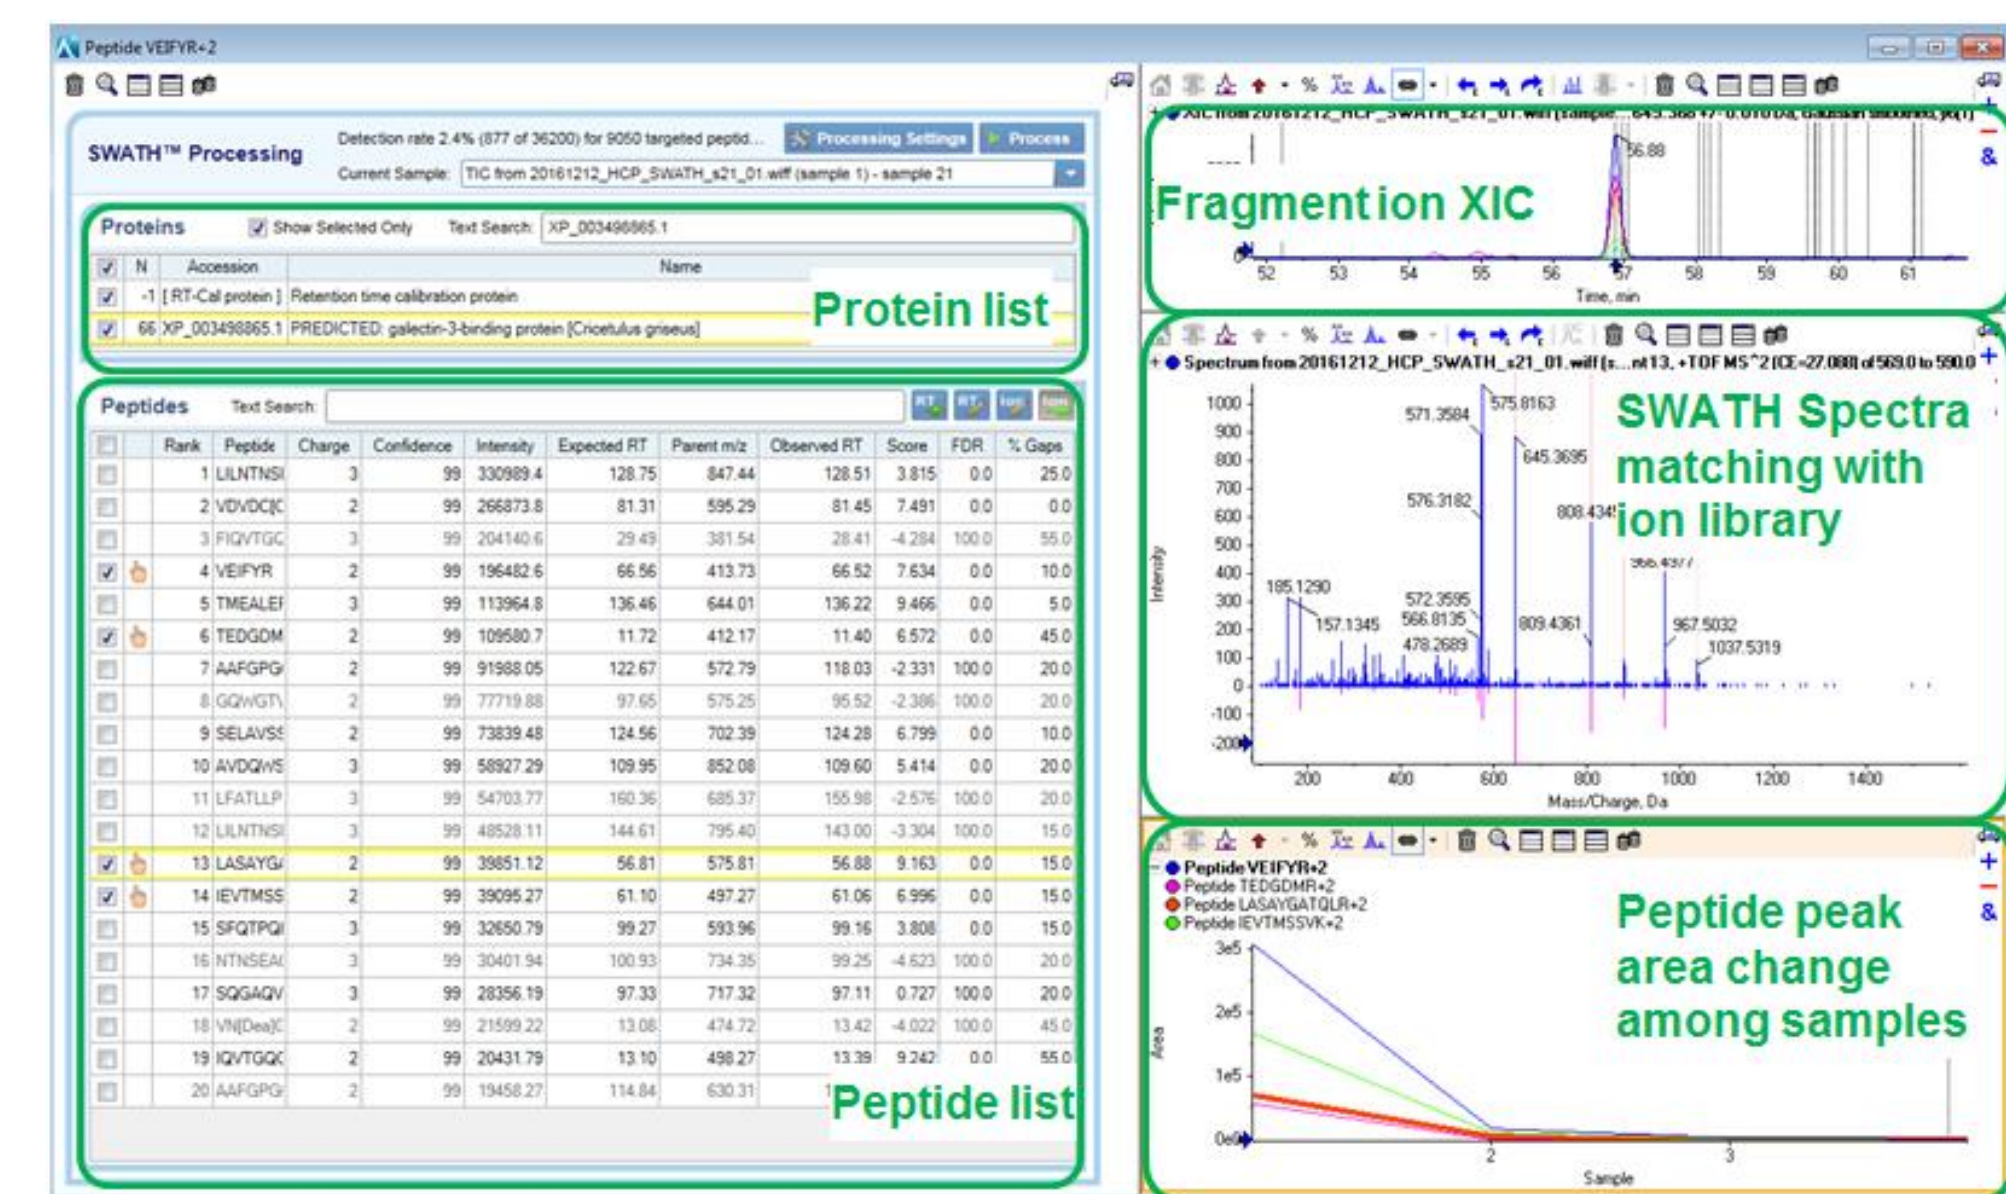 Peptide VEIFYR+2
SWATH™ Processing
Detection rate 2.4% (877 of 36200) for 9050 targeted peptid...
Processing Settings
Process
Current Sample: TIC from 20161212_HCP_SWATH_s21_01.wiff (sample 1) - sample 21
Proteins
Show Selected Only
Text Search: XP_003498865.1
N Accession Name
-1 [ RT-Cal protein ] Retention time calibration protein
66 XP_003498865.1 PREDICTED: galectin-3-binding protein [Cricetulus griseus]
Protein list
Peptides
Text Search:
RT RT Ion Ion
Rank Peptide Charge Confidence Intensity Expected RT Parent m/z Observed RT Score FDR % Gaps
1 LILNTNSI 3 99 330989.4 128.75 847.44 128.51 3.815 0.0 25.0
2 VDVDC[C 2 99 266873.8 81.31 595.29 81.45 7.491 0.0 0.0
3 FIQVTGC 3 99 204140.6 29.49 381.54 28.41 -4.284 100.0 55.0
4 VEIFYR 2 99 196482.6 66.56 413.73 66.52 7.634 0.0 10.0
5 TMEALEF 3 99 113964.8 136.46 644.01 136.22 9.466 0.0 5.0
6 TEDGDM 2 99 109580.7 11.72 412.17 11.40 6.572 0.0 45.0
7 AAFGPG 2 99 91988.05 122.67 572.79 118.03 -2.331 100.0 20.0
8 GQWGT 2 99 77719.88 97.65 575.25 95.52 -2.386 100.0 20.0
9 SELAVSS 2 99 73839.48 124.56 702.39 124.28 6.799 0.0 10.0
10 AVDQWS 3 99 58927.29 109.95 852.08 109.60 5.414 0.0 20.0
11 LFATLLP 3 99 54703.77 160.36 685.37 155.98 -2.576 100.0 20.0
12 LILNTNSI 3 99 48528.11 144.61 795.40 143.00 -3.304 100.0 15.0
13 LASAYG 2 99 39851.12 56.81 575.81 56.88 9.163 0.0 15.0
14 IEVTMSS 2 99 39095.27 61.10 497.27 61.06 6.996 0.0 15.0
15 SFQTPQI 3 99 32650.79 99.27 593.96 99.16 3.808 0.0 15.0
16 NTNSEA 3 99 30401.94 100.93 734.35 99.25 -4.623 100.0 20.0
17 SQGAQV 3 99 28356.19 97.33 717.32 97.11 0.727 100.0 20.0
18 VN[Dea]C 2 99 21599.22 13.08 474.72 13.42 -4.022 100.0 45.0
19 IQVTGQC 2 99 20431.79 13.10 498.27 13.39 9.242 0.0 55.0
20 AAFGPG 2 99 19458.27 114.84 630.31
Peptide list
56.88
Fragment ion XIC
52 53 54 55 56 57 58 59 60 61
Time, min
Spectrum from 20161212_HCP_SWATH_s21_01.wiff (s...nt13, +TOF MS^2 (CE=27.088) of 569.0 to 590.0
SWATH Spectra
matching with
ion library
1000
900
800
700
600
500
400
300
200
100
0
-100
-200
Intensity
571.3584
575.8163
645.3695
576.3182
808.4345
966.4977
185.1290
157.1345
572.3595
566.8135
478.2689
809.4361
967.5032
1037.5319
200 400 600 800 1000 1200 1400
Mass/Charge, Da
Peptide VEIFYR+2
Peptide TEDGDMR+2
Peptide LASAYGATQLR+2
Peptide IEVTMSSVK+2
Peptide peak
area change
among samples
3e5
2e5
1e5
0e0
Area
2 3
Sample